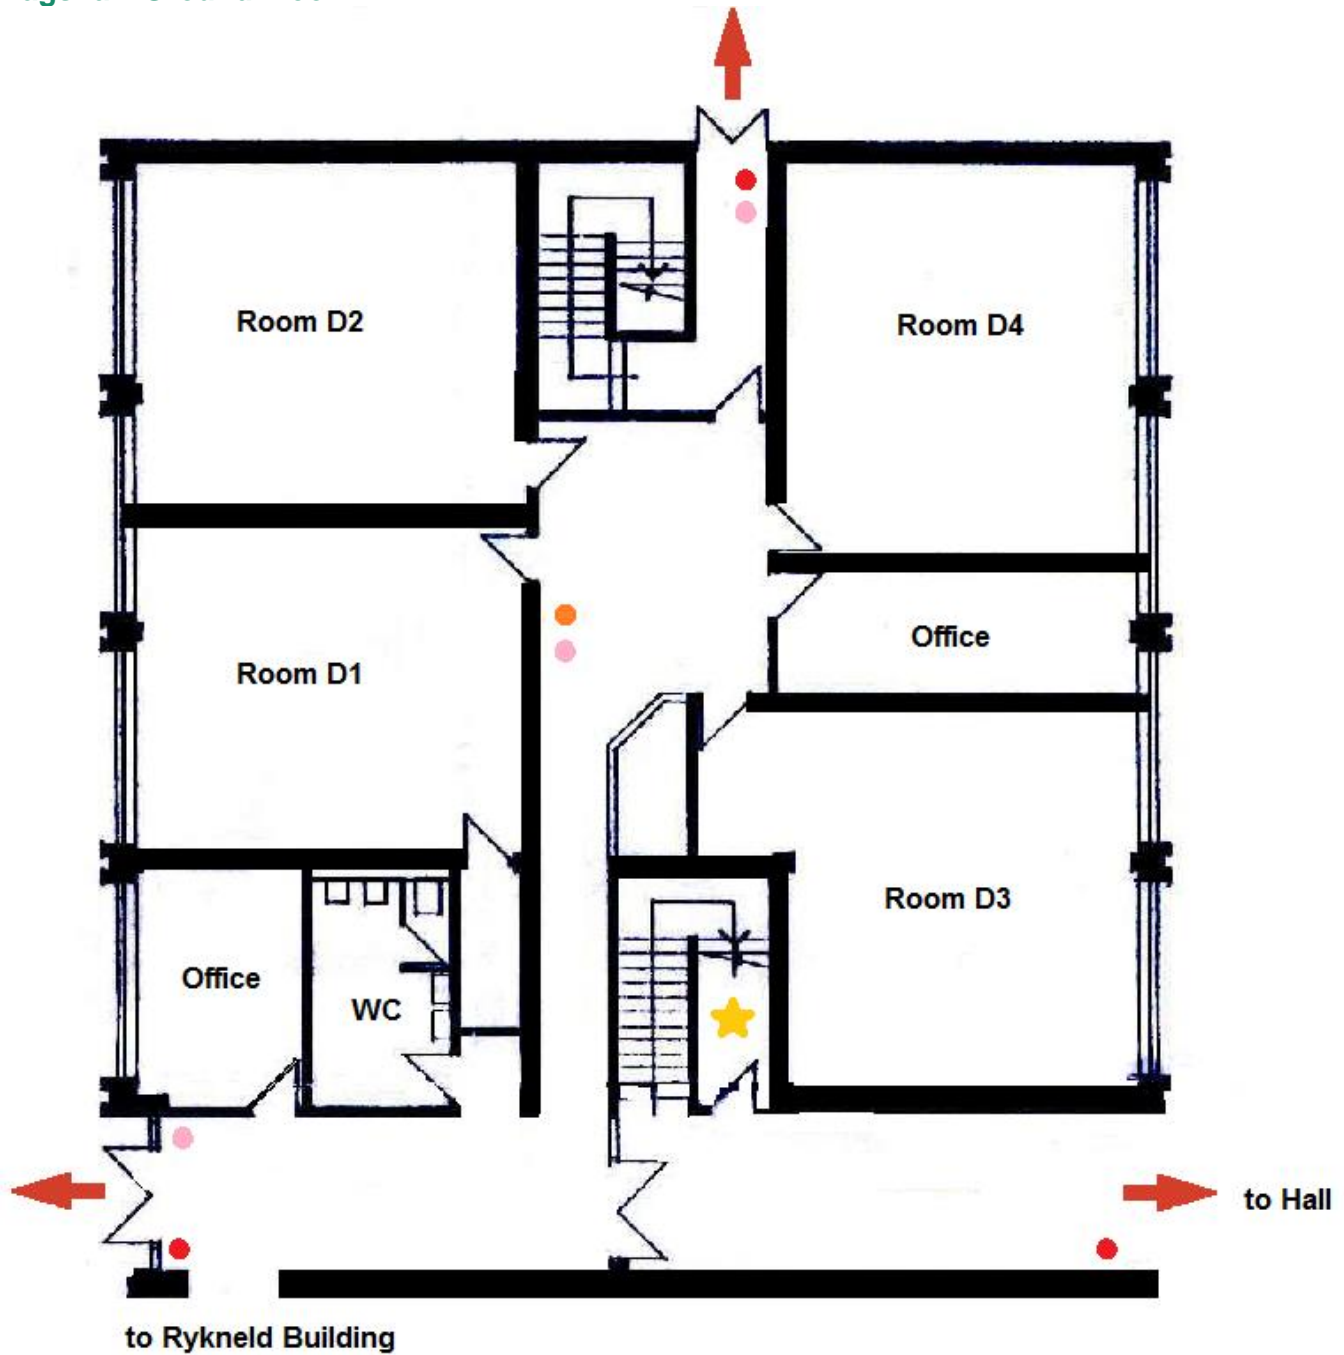 Room D2
Room D4
Office
Room D1
Room D3
Office
WC
to Hall
to Rykneld Building